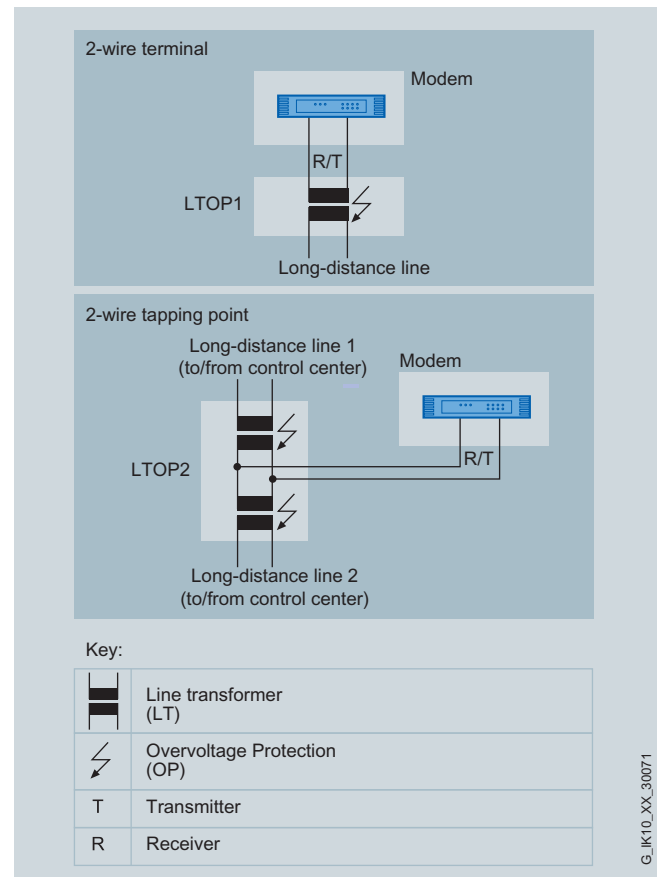 2-wire terminal
Modem
R/T
LTOP1
Long-distance line
2-wire tapping point
Long-distance line 1
(to/from control center)
Modem
R/T
LTOP2
Long-distance line 2
(to/from control center)
Key:
Line transformer
(LT)
Overvoltage Protection
(OP)
T Transmitter
R Receiver
G_IK10_XX_30071